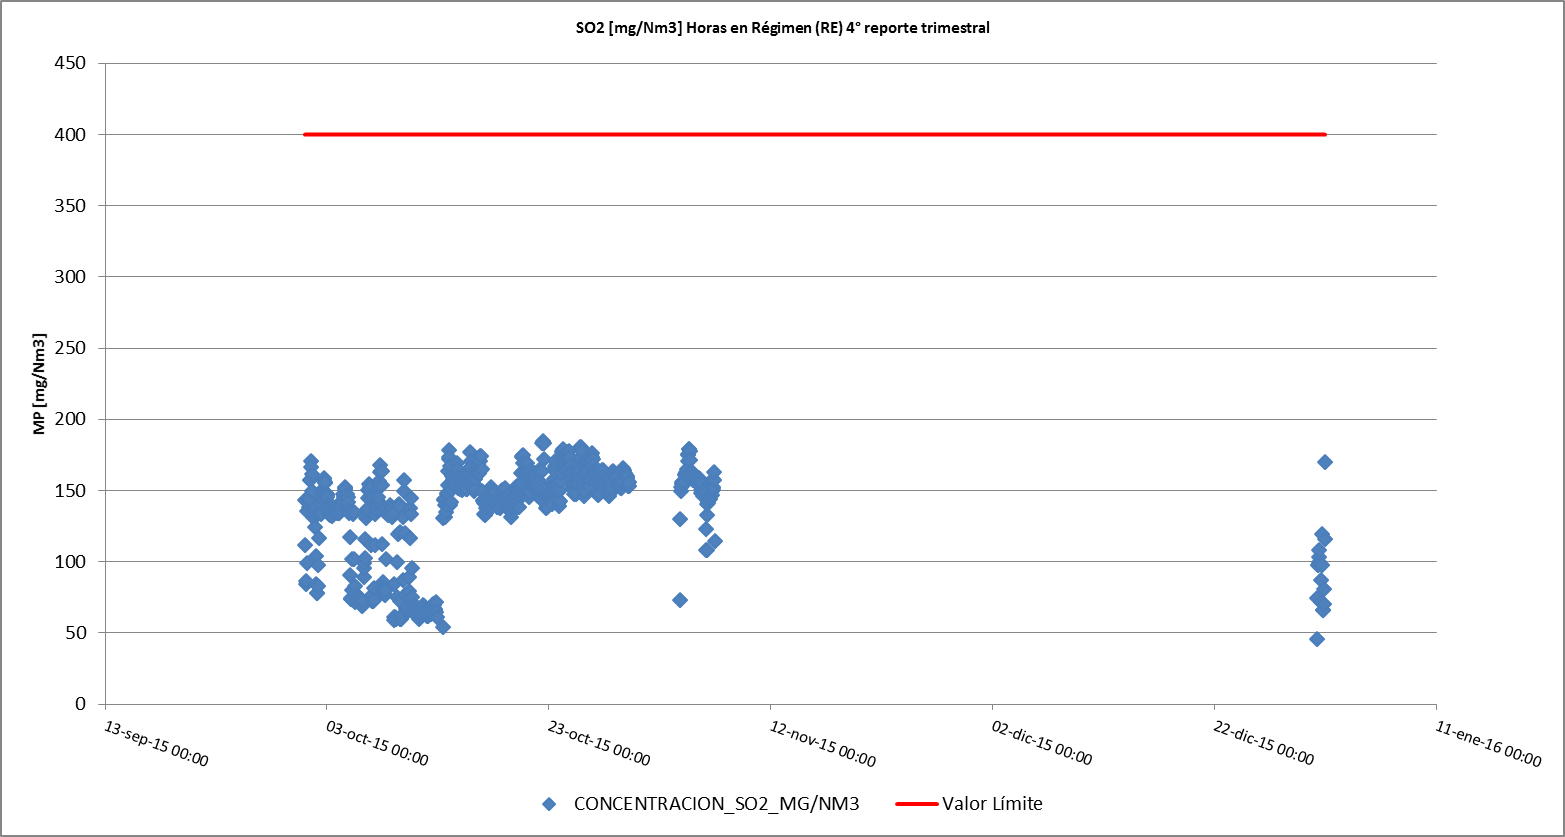 SO2 [mg/Nm3] Horas en Régimen (RE) 4° reporte trimestral
450
400
350
300
250
200
150
100
50
0
MP [mg/Nm3]
13-sep-15 00:00
03-oct-15 00:00
23-oct-15 00:00
12-nov-15 00:00
02-dic-15 00:00
22-dic-15 00:00
11-ene-16 00:00
CONCENTRACION_SO2_MG/NM3
Valor Límite